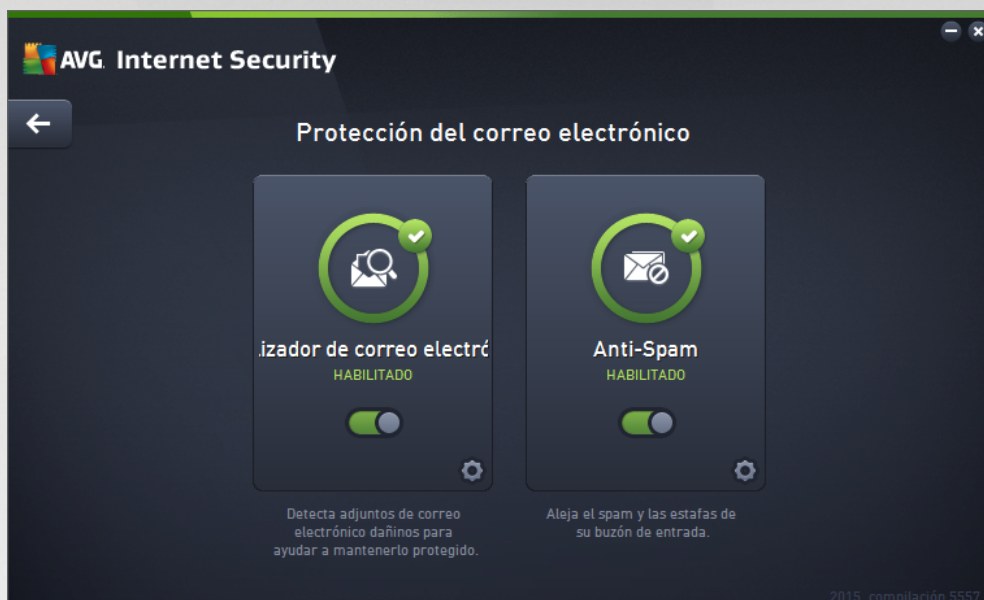 AVG. Internet Security
Protección del correo electrónico
izador de correo electró
HABILITADO
Detecta adjuntos de correo
electrónico dañinos para
ayudar a mantenerlo protegido.
Anti-Spam
HABILITADO
Aleja el spam y las estafas de
su buzón de entrada.
2015. compilación 5557